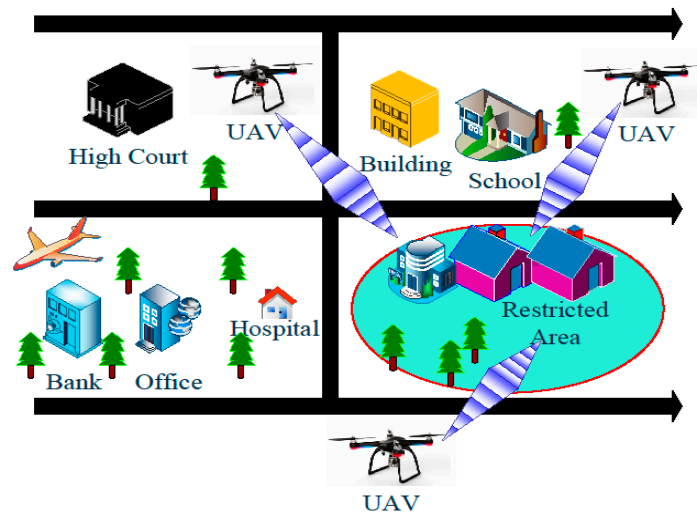 UAV
UAV
High Court
Building
School
Hospital
Restricted
Area
Bank
Office
UAV